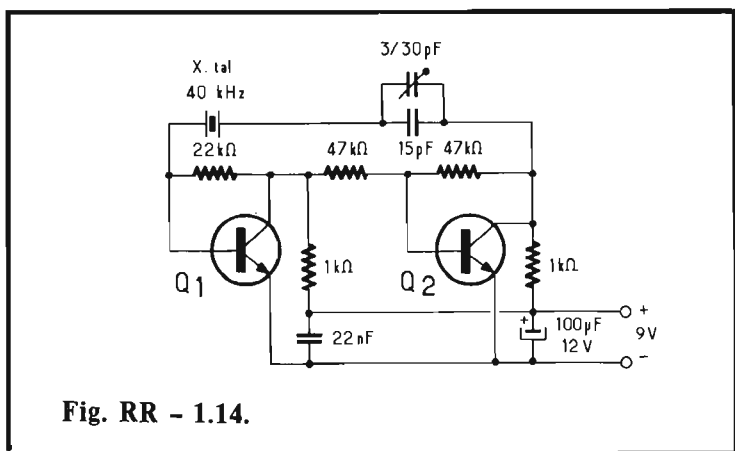 3/30pF
X. tal
40 kHz
22kΩ
47kΩ
15pF
47kΩ
Q1
1kΩ
Q2
1kΩ
22nF
+
100µF
12V
+
9V
-
Fig. RR - 1.14.